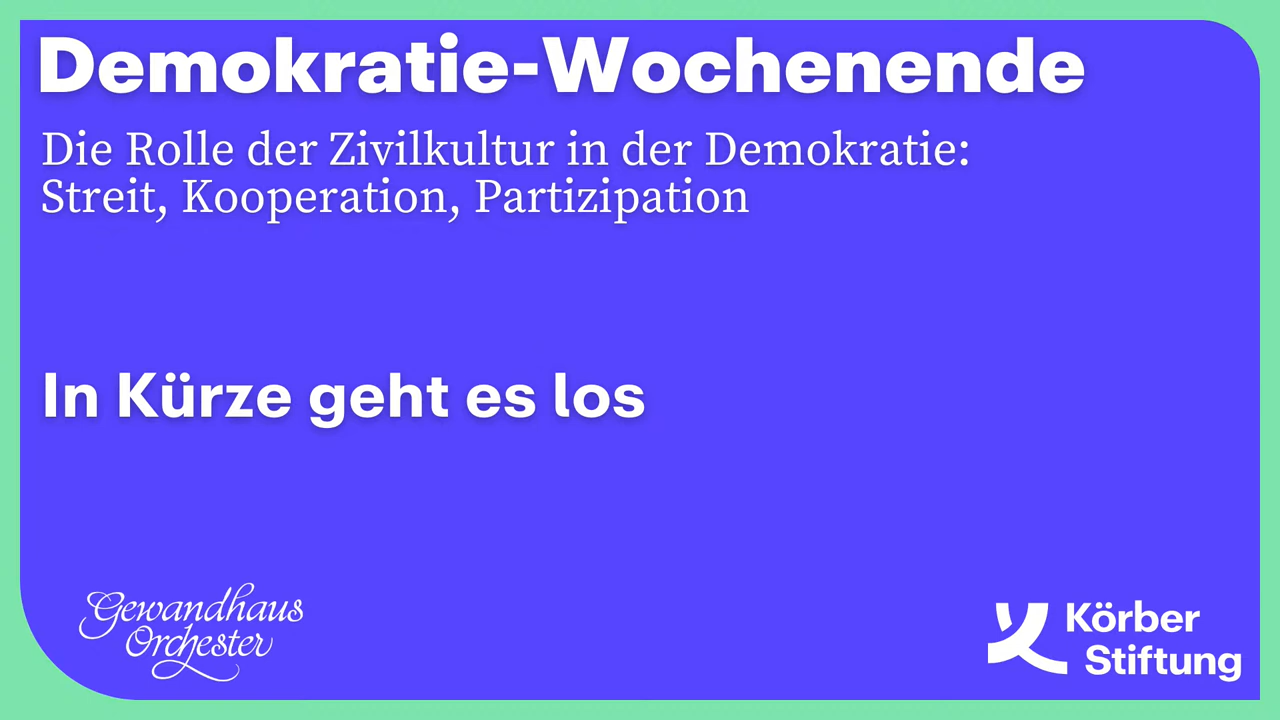 Demokratie-Wochenende
Die Rolle der Zivilkultur in der Demokratie:
Streit, Kooperation, Partizipation
In Kürze geht es los
Gewandhaus
Orchester
Körber
Stiftung